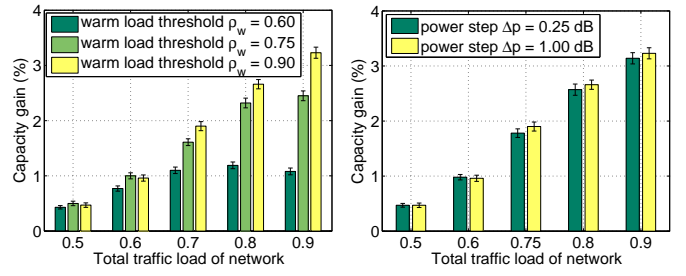 warm load threshold ρw = 0.60
warm load threshold ρw = 0.75
warm load threshold ρw = 0.90
Capacity gain (%)
4
3
2
1
0
0.5 0.6 0.7 0.8 0.9
Total traffic load of network
power step Δp = 0.25 dB
power step Δp = 1.00 dB
Capacity gain (%)
4
3
2
1
0
0.5 0.6 0.75 0.8 0.9
Total traffic load of network